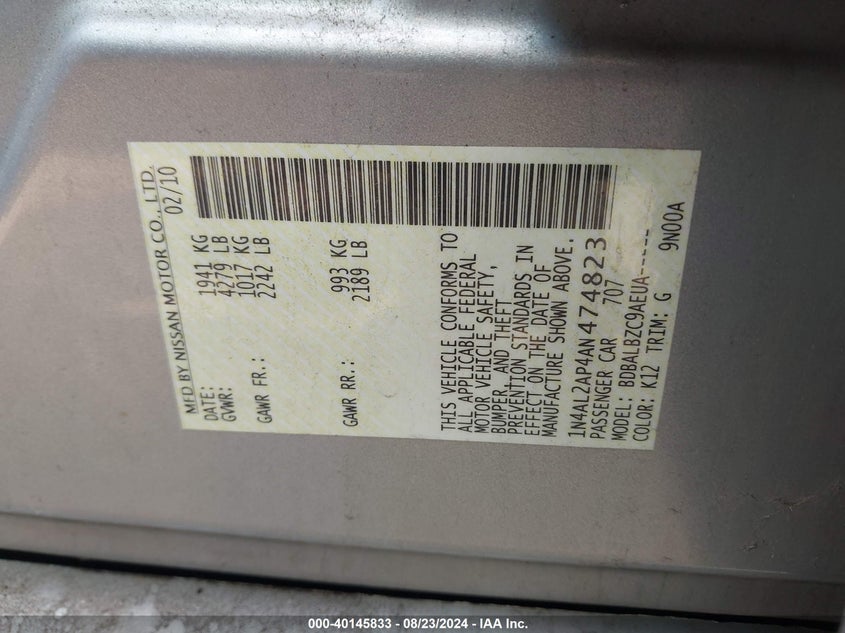 MFD BY NISSAN MOTOR CO., LTD.
DATE: 02/10
GVWR: 1941 KG
4279 LB
GAWR FR.: 1017 KG
2242 LB
GAWR RR.: 993 KG
2189 LB
THIS VEHICLE CONFORMS TO
ALL APPLICABLE FEDERAL
MOTOR VEHICLE SAFETY,
BUMPER, AND THEFT
PREVENTION STANDARDS IN
EFFECT ON THE DATE OF
MANUFACTURE SHOWN ABOVE.
1N4AL2AP4AN474823
PASSENGER CAR 707
MODEL: BDBALBZC9AEUA-----
COLOR: K12 TRIM: G 9N00A
000-40145833 - 08/23/2024 - IAA Inc.